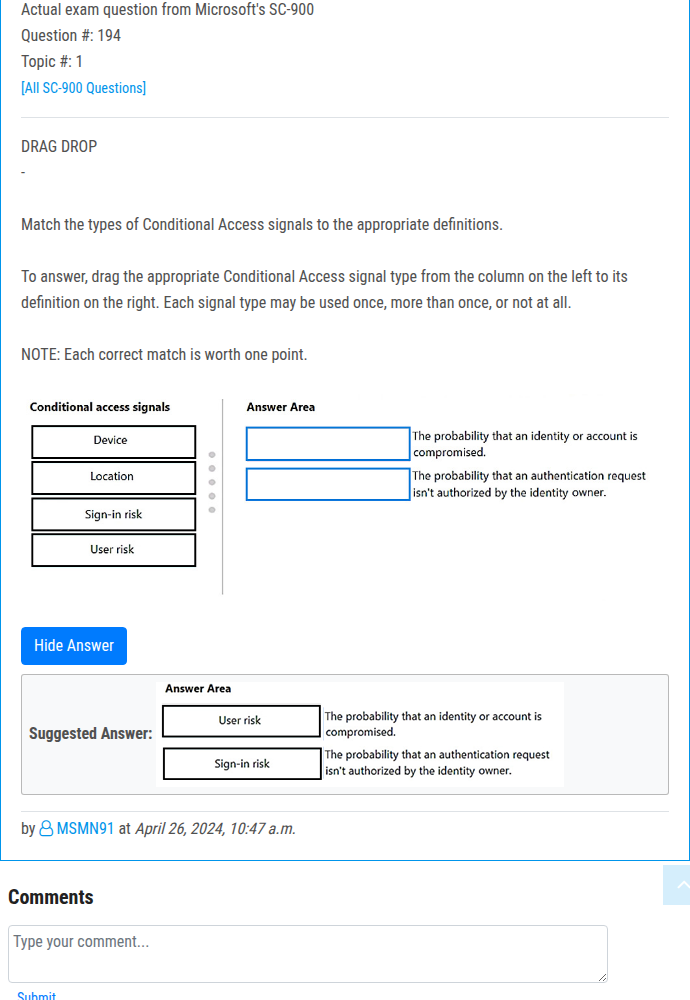 Actual exam question from Microsoft's SC-900
Question #: 194
Topic #: 1
[All SC-900 Questions]
DRAG DROP
-
Match the types of Conditional Access signals to the appropriate definitions.
To answer, drag the appropriate Conditional Access signal type from the column on the left to its
definition on the right. Each signal type may be used once, more than once, or not at all.
NOTE: Each correct match is worth one point.
Conditional access signals
Device
Location
Sign-in risk
User risk
Answer Area
The probability that an identity or account is
compromised.
The probability that an authentication request
isn't authorized by the identity owner.
Hide Answer
Suggested Answer:
Answer Area
User risk
The probability that an identity or account is
compromised.
Sign-in risk
The probability that an authentication request
isn't authorized by the identity owner.
by MSMN91 at April 26, 2024, 10:47 a.m.
Comments
Type your comment...
Submit